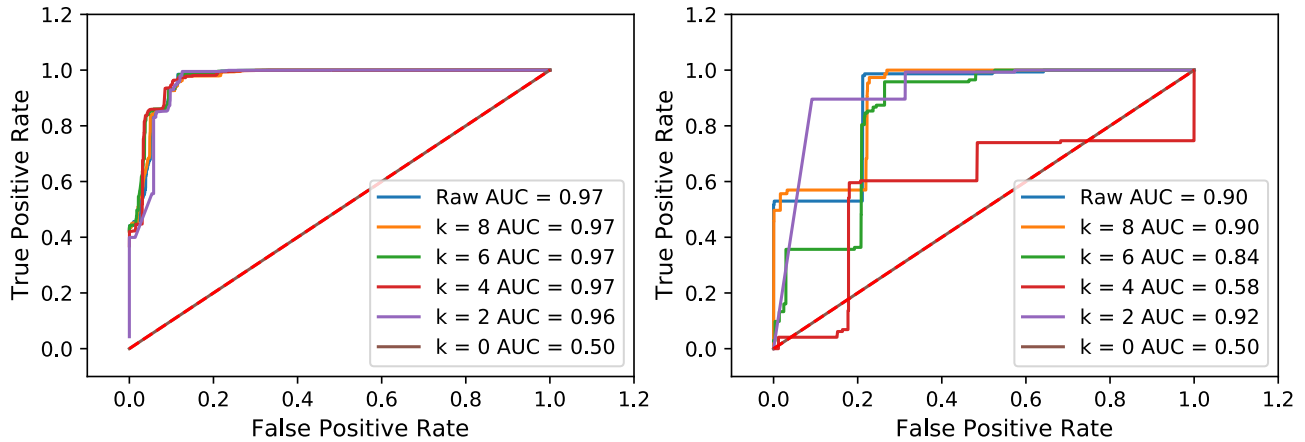 1.2
1.0
0.8
0.6
0.4
0.2
0.0
True Positive Rate
Raw AUC = 0.97
k = 8 AUC = 0.97
k = 6 AUC = 0.97
k = 4 AUC = 0.97
k = 2 AUC = 0.96
k = 0 AUC = 0.50
0.0 0.2 0.4 0.6 0.8 1.0 1.2
False Positive Rate
1.2
1.0
0.8
0.6
0.4
0.2
0.0
True Positive Rate
Raw AUC = 0.90
k = 8 AUC = 0.90
k = 6 AUC = 0.84
k = 4 AUC = 0.58
k = 2 AUC = 0.92
k = 0 AUC = 0.50
0.0 0.2 0.4 0.6 0.8 1.0 1.2
False Positive Rate